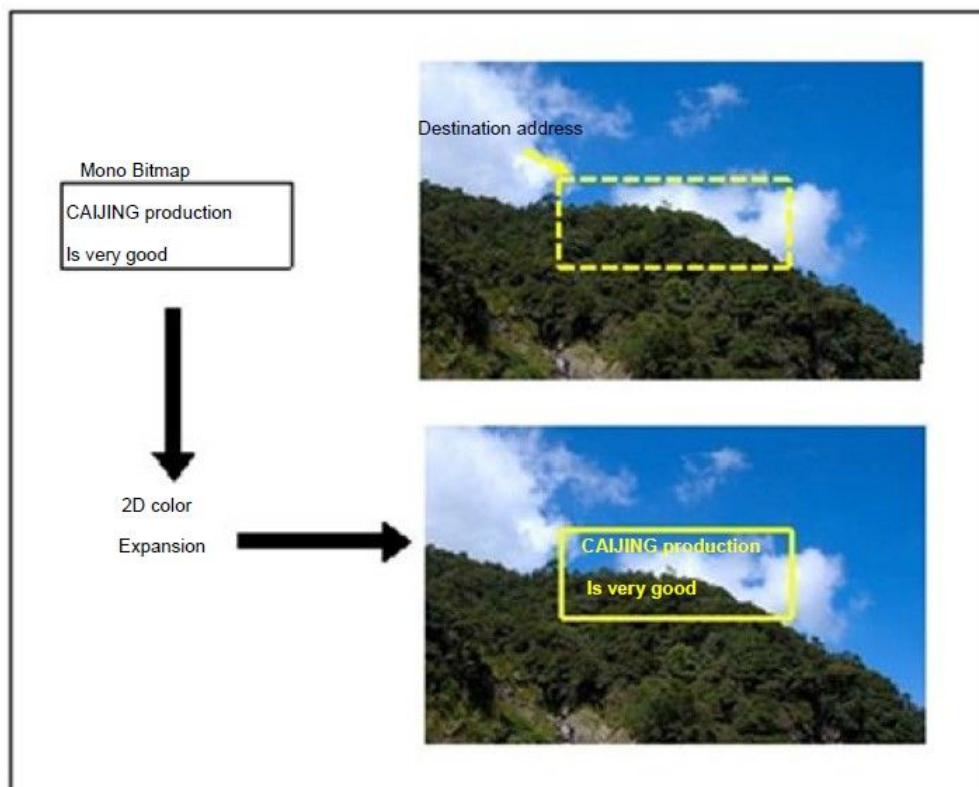 Mono Bitmap
CAIJING production
Is very good
Destination address
2D color
Expansion
CAIJING production
Is very good